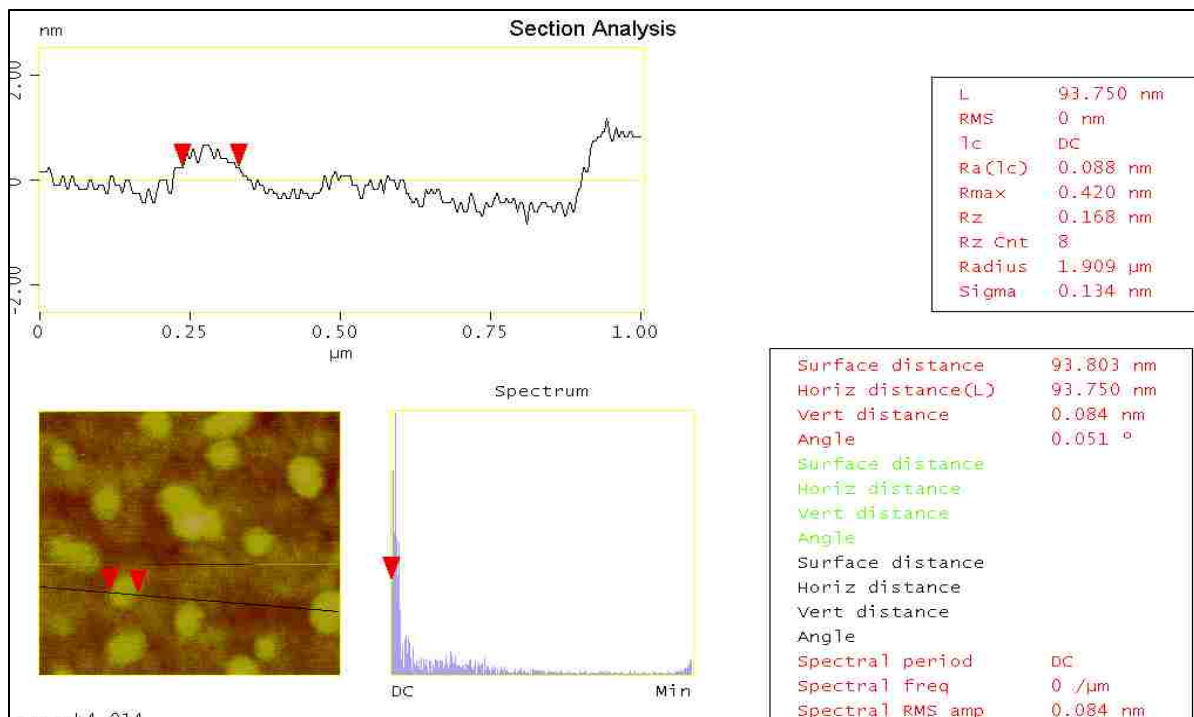 Section Analysis
nm
2.00
0
-2.00
0 0.25 0.50 0.75 1.00
µm
L 93.750 nm
RMS 0 nm
lc DC
Ra(lc) 0.088 nm
Rmax 0.420 nm
Rz 0.168 nm
Rz Cnt 8
Radius 1.909 µm
Sigma 0.134 nm
Spectrum
DC Min
Surface distance 93.803 nm
Horiz distance(L) 93.750 nm
Vert distance 0.084 nm
Angle 0.051 °
Surface distance
Horiz distance
Vert distance
Angle
Surface distance
Horiz distance
Vert distance
Angle
Spectral period DC
Spectral freq 0 /µm
Spectral RMS amp 0.084 nm